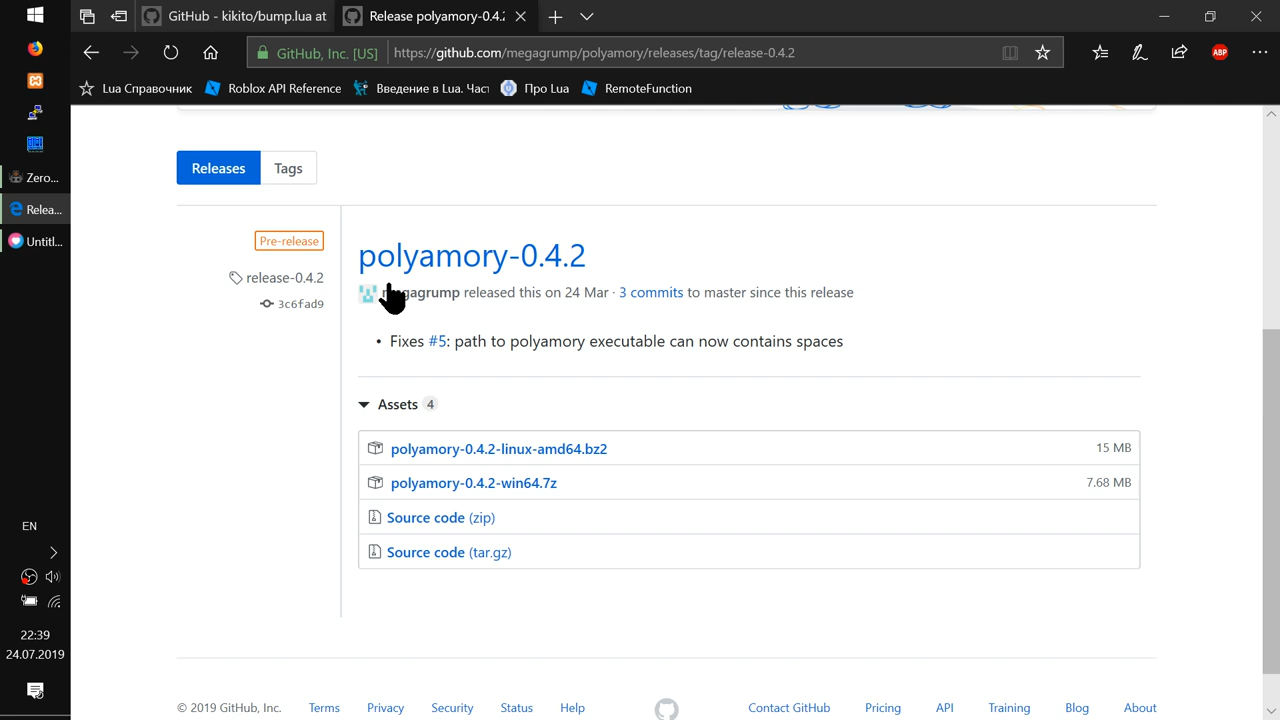 GitHub - kikito/bump.lua at
Release polyamory-0.4.2
GitHub, Inc. [US]
https://github.com/megagrump/polyamory/releases/tag/release-0.4.2
ABP
Lua Справочник
Roblox API Reference
Введение в Lua. Част
Про Lua
RemoteFunction
Zero...
Relea...
Untitl...
EN
22:39
24.07.2019
Releases
Tags
Pre-release
release-0.4.2
3c6fad9
polyamory-0.4.2
gagrump released this on 24 Mar · 3 commits to master since this release
• Fixes #5: path to polyamory executable can now contains spaces
Assets 4
polyamory-0.4.2-linux-amd64.bz2 15 MB
polyamory-0.4.2-win64.7z 7.68 MB
Source code (zip)
Source code (tar.gz)
© 2019 GitHub, Inc. Terms Privacy Security Status Help Contact GitHub Pricing API Training Blog About